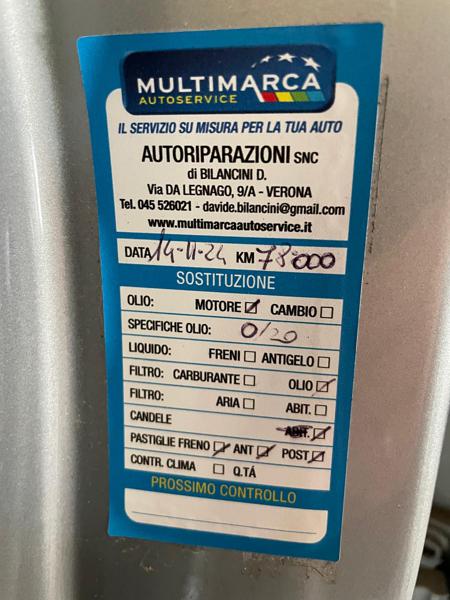 MULTIMARCA
AUTOSERVICE
IL SERVIZIO SU MISURA PER LA TUA AUTO
AUTORIPARAZIONI SNC
di BILANCINI D.
Via DA LEGNAGO, 9/A - VERONA
Tel. 045 526021 - davide.bilancini@gmail.com
www.multimarcaautoservice.it
DATA 14-11-24 KM 78.000
SOSTITUZIONE
OLIO: MOTORE ☑ CAMBIO ☐
SPECIFICHE OLIO: 0/20
LIQUIDO: FRENI ☐ ANTIGELO ☐
FILTRO: CARBURANTE ☐ OLIO ☑
FILTRO: ARIA ☐ ABIT. ☐
CANDELE ABIT. ☑
PASTIGLIE FRENO ☑ ANT ☑ POST ☑
CONTR. CLIMA ☐ Q.TÁ
PROSSIMO CONTROLLO